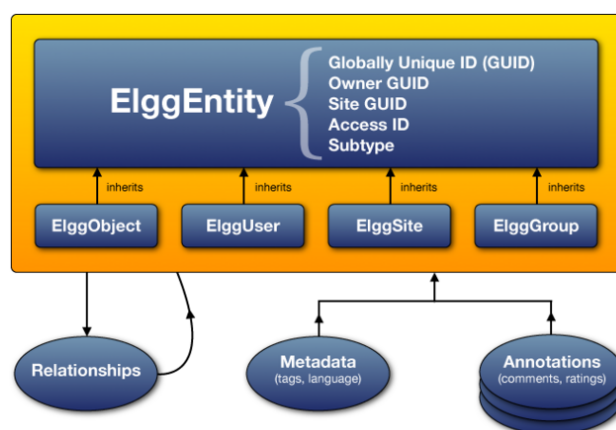 ElggEntity
Globally Unique ID (GUID)
Owner GUID
Site GUID
Access ID
Subtype
inherits
inherits
inherits
inherits
ElggObject
ElggUser
ElggSite
ElggGroup
Relationships
Metadata
(tags, language)
Annotations
(comments, ratings)